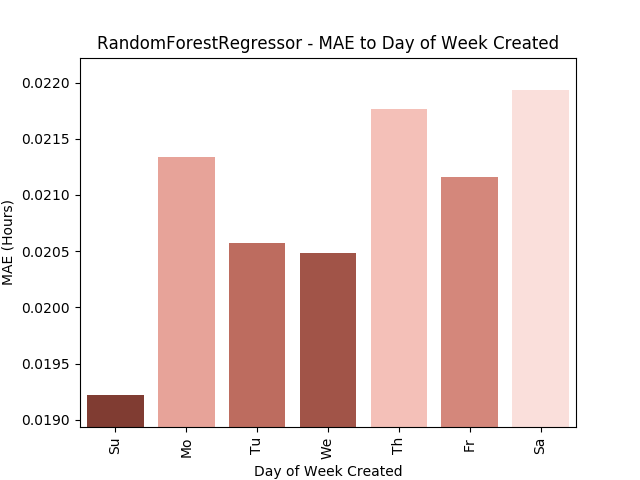 RandomForestRegressor - MAE to Day of Week Created
MAE (Hours)
0.0220
0.0215
0.0210
0.0205
0.0200
0.0195
0.0190
Su Mo Tu We Th Fr Sa
Day of Week Created